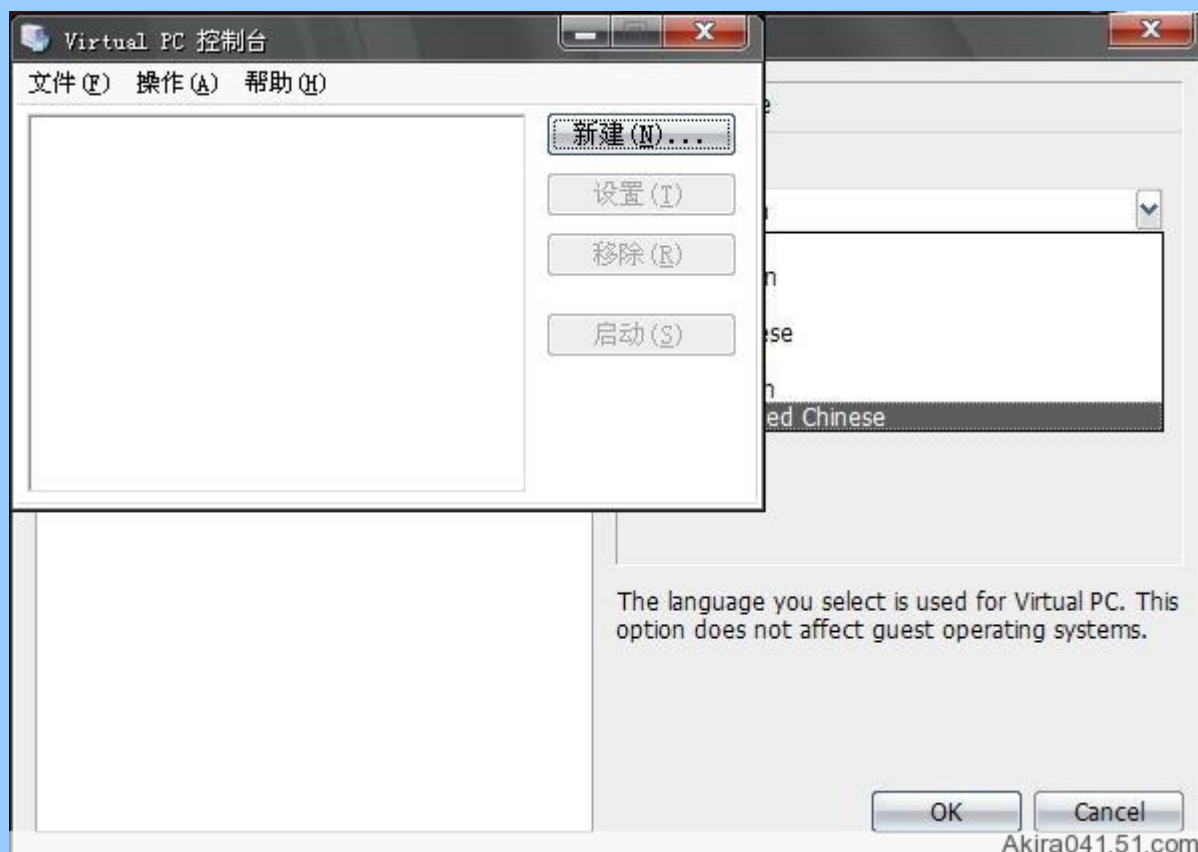 Virtual PC 控制台
文件(F) 操作(A) 帮助(H)
新建(N)...
设置(T)
移除(R)
启动(S)
Chinese
The language you select is used for Virtual PC. This
option does not affect guest operating systems.
OK Cancel
Akira041.51.com